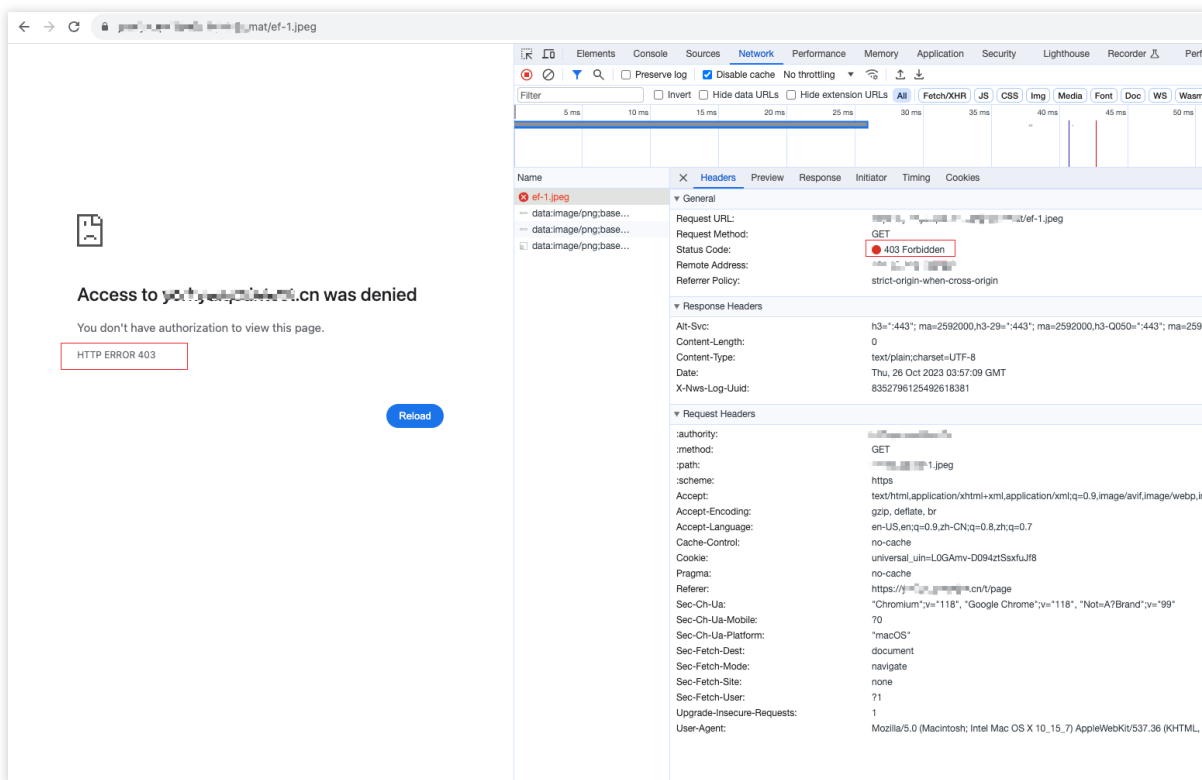 _mat/ef-1.jpeg
Elements Console Sources Network Performance Memory Application Security Lighthouse Recorder Perf
Preserve log Disable cache No throttling
Filter Invert Hide data URLs Hide extension URLs All Fetch/XHR JS CSS Img Media Font Doc WS Wasm
5 ms 10 ms 15 ms 20 ms 25 ms 30 ms 35 ms 40 ms 45 ms 50 ms
Name Headers Preview Response Initiator Timing Cookies
ef-1.jpeg
data:image/png;base...
data:image/png;base...
data:image/png;base...
Access to .cn was denied
You don't have authorization to view this page.
HTTP ERROR 403
Reload
General
Request URL: t/ef-1.jpeg
Request Method: GET
Status Code: 403 Forbidden
Remote Address:
Referrer Policy: strict-origin-when-cross-origin
Response Headers
Alt-Svc: h3=":443"; ma=2592000,h3-29=":443"; ma=2592000,h3-Q050=":443"; ma=259
Content-Length: 0
Content-Type: text/plain;charset=UTF-8
Date: Thu, 26 Oct 2023 03:57:09 GMT
X-Nws-Log-Uuid: 8352796125492618381
Request Headers
:authority:
:method: GET
:path: -1.jpeg
:scheme: https
Accept: text/html,application/xhtml+xml,application/xml;q=0.9,image/avif,image/webp,i
Accept-Encoding: gzip, deflate, br
Accept-Language: en-US,en;q=0.9,zh-CN;q=0.8,zh;q=0.7
Cache-Control: no-cache
Cookie: universal_uin=L0GAmv-D094ztSsxfuJf8
Pragma: no-cache
Referer: https:// .cn/t/page
Sec-Ch-Ua: "Chromium";v="118", "Google Chrome";v="118", "Not=A?Brand";v="99"
Sec-Ch-Ua-Mobile: ?0
Sec-Ch-Ua-Platform: "macOS"
Sec-Fetch-Dest: document
Sec-Fetch-Mode: navigate
Sec-Fetch-Site: none
Sec-Fetch-User: ?1
Upgrade-Insecure-Requests: 1
User-Agent: Mozilla/5.0 (Macintosh; Intel Mac OS X 10_15_7) AppleWebKit/537.36 (KHTML,